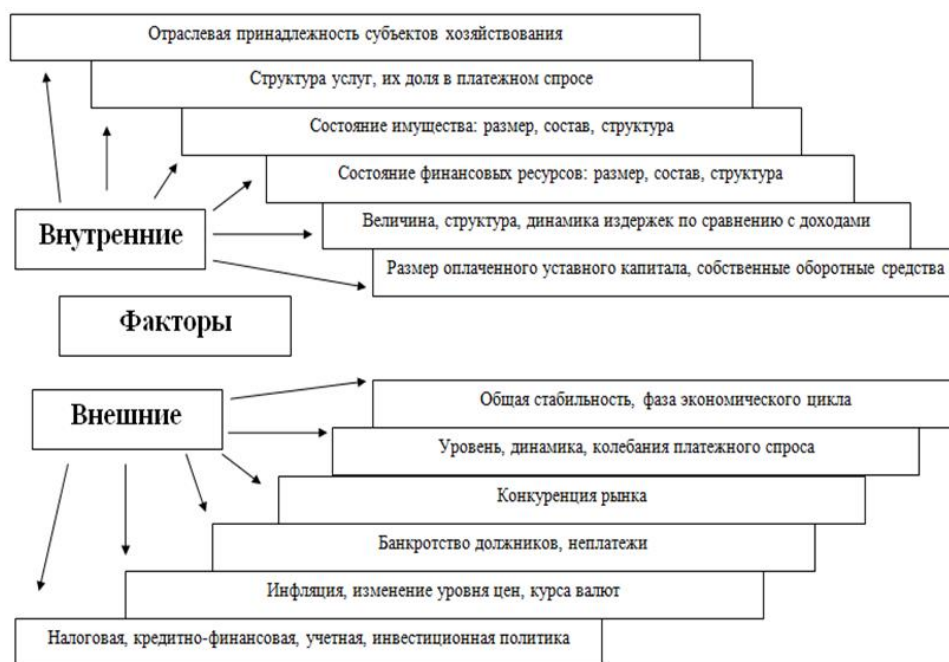 Отраслевая принадлежность субъектов хозяйствования
Структура услуг, их доля в платежном спросе
Состояние имущества: размер, состав, структура
Состояние финансовых ресурсов: размер, состав, структура
Внутренние
Величина, структура, динамика издержек по сравнению с доходами
Размер оплаченного уставного капитала, собственные оборотные средства
Факторы
Общая стабильность, фаза экономического цикла
Внешние
Уровень, динамика, колебания платежного спроса
Конкуренция рынка
Банкротство должников, неплатежи
Инфляция, изменение уровня цен, курса валют
Налоговая, кредитно-финансовая, учетная, инвестиционная политика